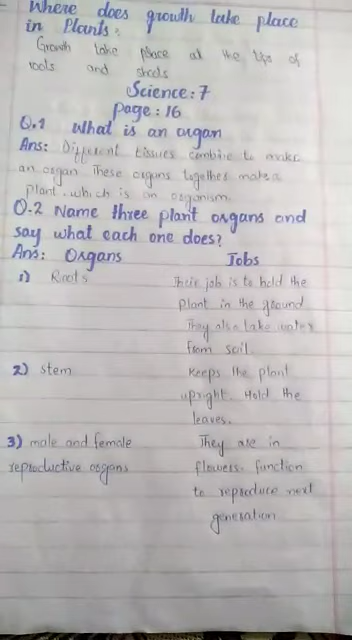 Where does growth take place
in Plants.
Growth take place at the tips of
roots and shoots
Science: 7
Page: 16
Q.1 What is an organ
Ans: Different tissues combine to make
an organ These organs together make a
plant. which is an organism
Q.2 Name three plant organs and
say what each one does?
Ans: Organs Jobs
1) Roots Their job is to hold the
plant in the ground
They also take water
from soil.
2) Stem Keeps the plant
upright. Hold the
leaves.
3) male and female They are in
reproductive organs flowers. function
to reproduce next
generation